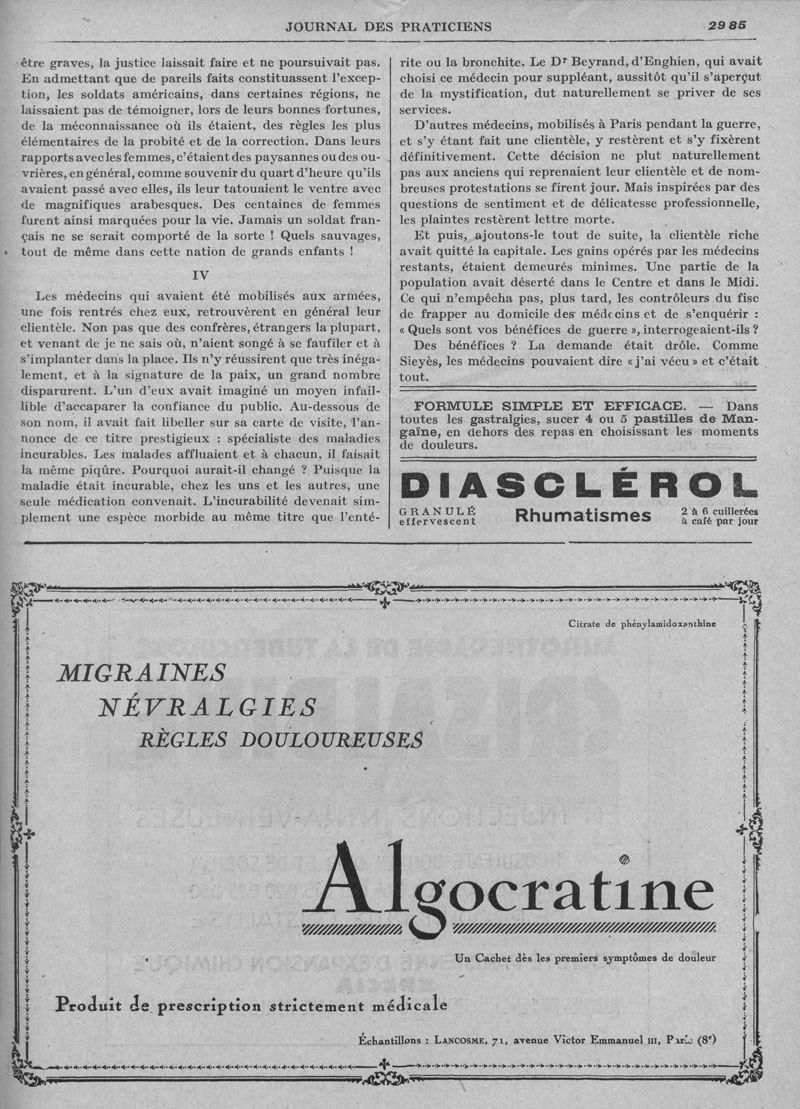 JOURNAL DES PRATICIENS
2985
être graves, la justice laissait faire et ne poursuivait pas.
En admettant que de pareils faits constituassent l'excep-
tion, les soldats américains, dans certaines régions, ne
laissaient pas de témoigner, lors de leurs bonnes fortunes,
de la méconnaissance où ils étaient, des règles les plus
élémentaires de la probité et de la correction. Dans leurs
rapports avec les femmes, c'étaient des paysannes ou des ou-
vrières, en général, comme souvenir du quart d'heure qu'ils
avaient passé avec elles, ils leur tatouaient le ventre avec
de magnifiques arabesques. Des centaines de femmes
furent ainsi marquées pour la vie. Jamais un soldat fran-
çais ne se serait comporté de la sorte ! Quels sauvages,
tout de même dans cette nation de grands enfants !
IV
Les médecins qui avaient été mobilisés aux armées,
une fois rentrés chez eux, retrouvèrent en général leur
clientèle. Non pas que des confrères, étrangers la plupart,
et venant de je ne sais où, n'aient songé à se faufiler et à
s'implanter dans la place. Ils n'y réussirent que très inéga-
lement, et à la signature de la paix, un grand nombre
disparurent. L'un d'eux avait imaginé un moyen infail-
lible d'accaparer la confiance du public. Au-dessous de
son nom, il avait fait libeller sur sa carte de visite, l'an-
nonce de ce titre prestigieux : spécialiste des maladies
incurables. Les malades affluaient et à chacun, il faisait
la même piqûre. Pourquoi aurait-il changé ? Puisque la
maladie était incurable, chez les uns et les autres, une
seule médication convenait. L'incurabilité devenait sim-
plement une espèce morbide au même titre que l'enté-
rite ou la bronchite. Le Dr Beyrand, d'Enghien, qui avait
choisi ce médecin pour suppléant, aussitôt qu'il s'aperçut
de la mystification, dut naturellement se priver de ses
services.
D'autres médecins, mobilisés à Paris pendant la guerre,
et s'y étant fait une clientèle, y restèrent et s'y fixèrent
définitivement. Cette décision ne plut naturellement
pas aux anciens qui reprenaient leur clientèle et de nom-
breuses protestations se firent jour. Mais inspirées par des
questions de sentiment et de délicatesse professionnelle,
les plaintes restèrent lettre morte.
Et puis, ajoutons-le tout de suite, la clientèle riche
avait quitté la capitale. Les gains opérés par les médecins
restants, étaient demeurés minimes. Une partie de la
population avait déserté dans le Centre et dans le Midi.
Ce qui n'empêcha pas, plus tard, les contrôleurs du fisc
de frapper au domicile des médecins et de s'enquérir :
« Quels sont vos bénéfices de guerre », interrogeaient-ils ?
Des bénéfices ? La demande était drôle. Comme
Sieyès, les médecins pouvaient dire « j'ai vécu » et c'était
tout.
FORMULE SIMPLE ET EFFICACE. — Dans
toutes les gastralgies, sucer 4 ou 5 pastilles de Man-
gaïne, en dehors des repas en choisissant les moments
de douleurs.
DIASCLÉROL
GRANULÉ
effervescent
Rhumatismes
2 à 6 cuillerées
à café par jour
Citrate de phénylamidoxanthine
MIGRAINES
NÉVRALGIES
RÈGLES DOULOUREUSES
Algocratine
Un Cachet dès les premiers symptômes de douleur
Produit de prescription strictement médicale
Échantillons : LANCOSME, 71, avenue Victor Emmanuel III, Paris (8e)